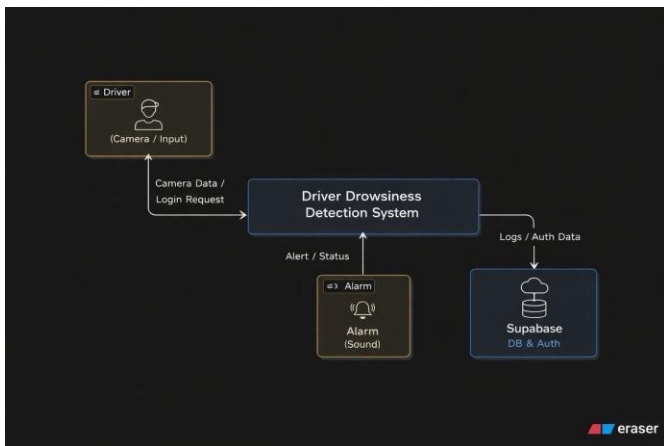 Driver
(Camera / Input)
Camera Data /
Login Request
Driver Drowsiness
Detection System
Logs / Auth Data
Alert / Status
Alarm
Alarm
(Sound)
Supabase
DB & Auth
eraser